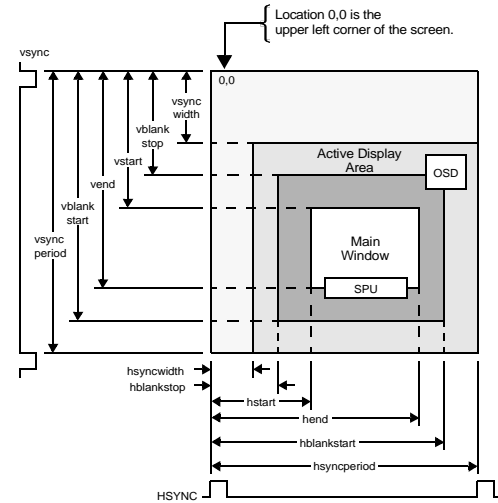 Location 0,0 is the
upper left corner of the screen.
vsync
0,0
vsync
width
vblank
stop
vstart
vend
vblank
start
vsync
period
Active Display
Area
OSD
Main
Window
SPU
hsyncwidth
hblankstop
hstart
hend
hblankstart
hsyncperiod
HSYNC